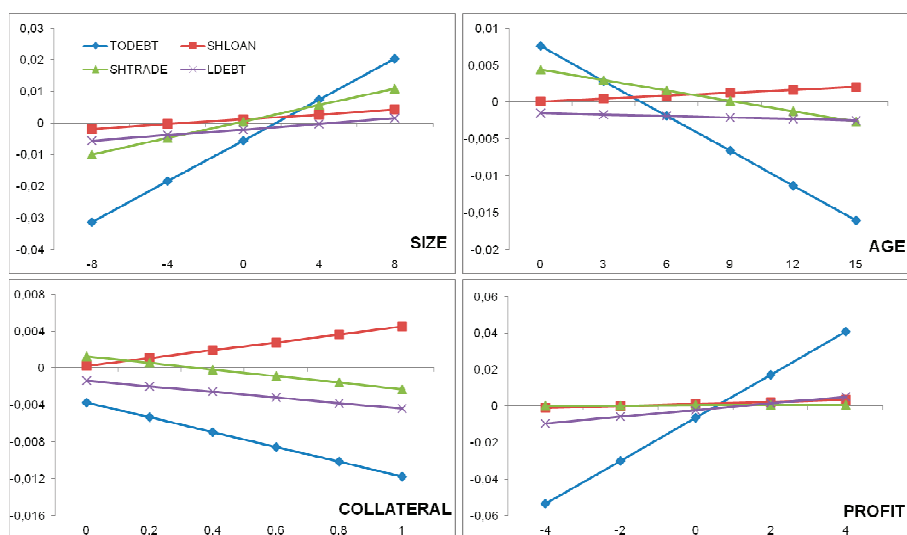 0,03
0,02
0,01
0
-0,01
-0,02
-0,03
-0,04
TODEBT SHLOAN
SHTRADE LDEBT
SIZE
-8 -4 0 4 8
0,01
0,005
0
-0,005
-0,01
-0,015
-0,02
AGE
0 3 6 9 12 15
0,008
0,004
0
-0,004
-0,008
-0,012
-0,016
COLLATERAL
0 0.2 0.4 0.6 0.8 1
0,06
0,04
0,02
0
-0,02
-0,04
-0,06
PROFIT
-4 -2 0 2 4